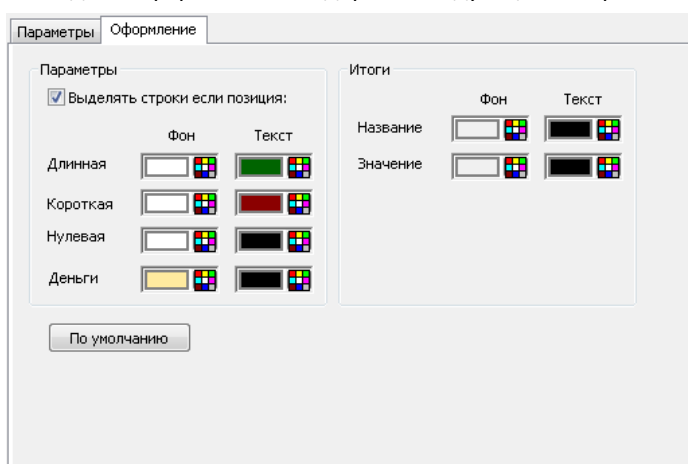 Параметры Оформление
Параметры
Выделять строки если позиция:
Фон Текст
Длинная
Короткая
Нулевая
Деньги
Итоги
Фон Текст
Название
Значение
По умолчанию